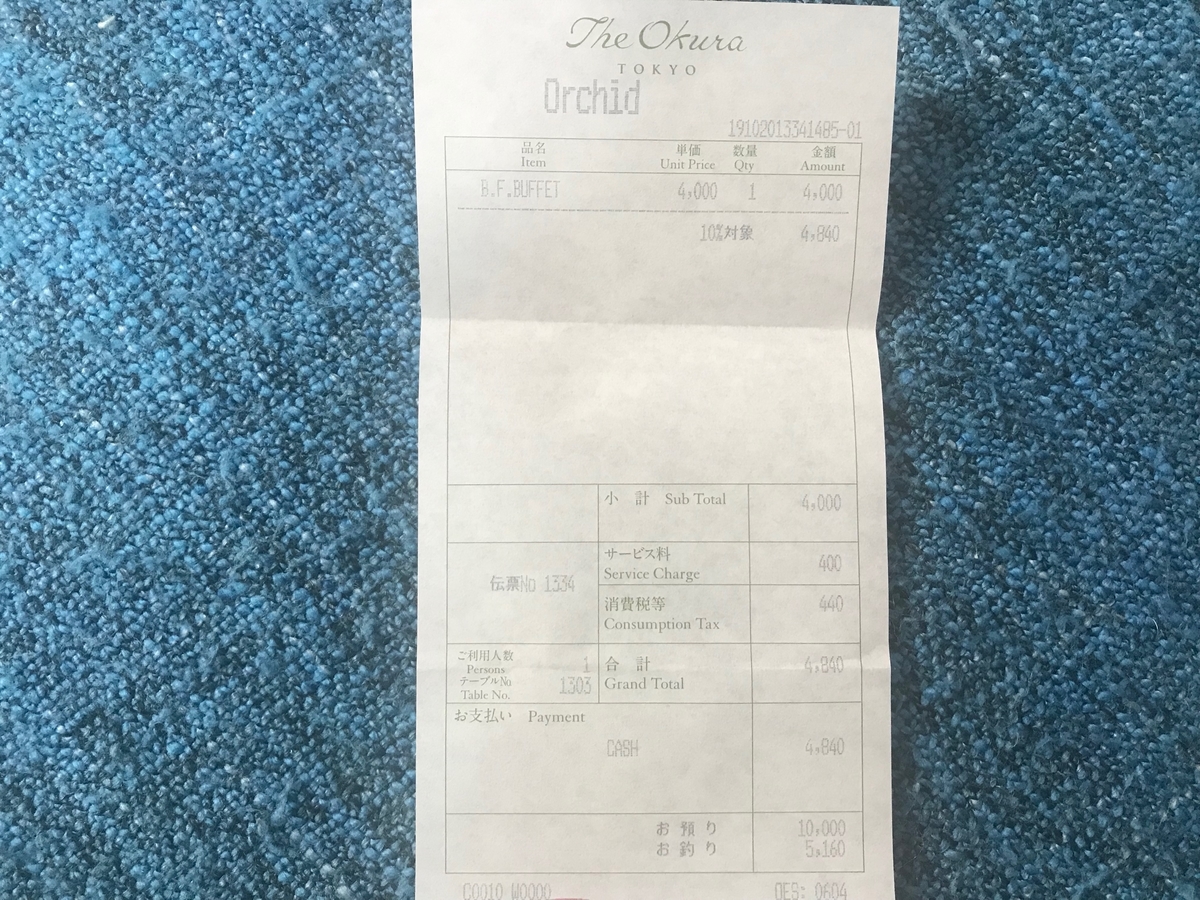 The Okura
TOKYO
Orchid
19102013341485-01
品名 単価 数量 金額
Item Unit Price Qty Amount
B.F.BUFFET 4,000 1 4,000
10%対象 4,840
小 計 Sub Total 4,000
サービス料
Service Charge 400
伝票No 1334
消費税等
Consumption Tax 440
ご利用人数
Persons 1
テーブルNo.
Table No. 1303
合 計
Grand Total 4,840
お支払い Payment
CASH 4,840
お 預 り 10,000
お 釣 り 5,160
C0010 W0000 OES: 0604